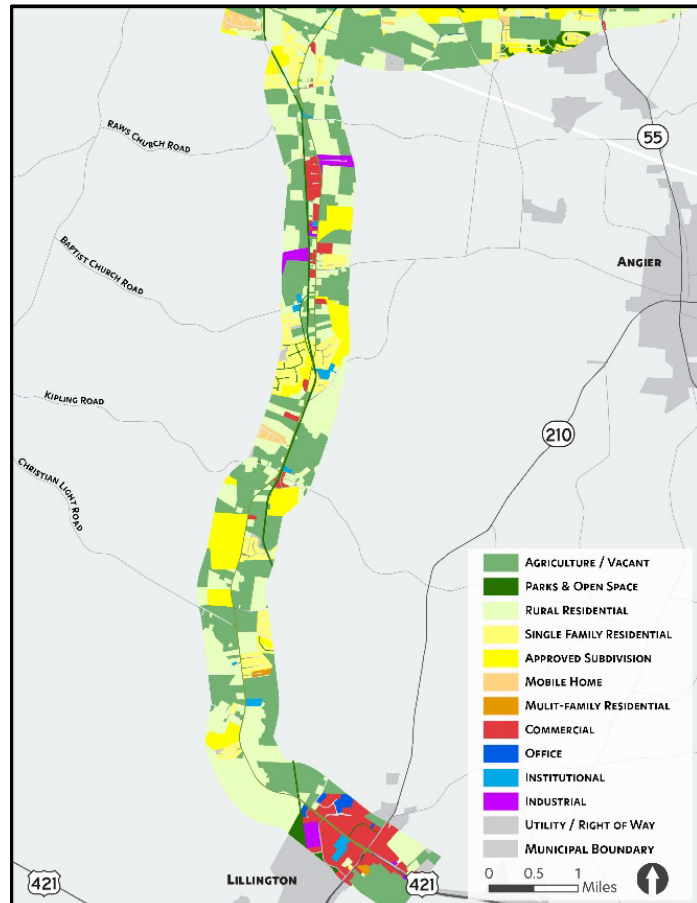 RAWS CHURCH ROAD
55
BAPTIST CHURCH ROAD
ANGIER
KIPLING ROAD
210
CHRISTIAN LIGHT ROAD
AGRICULTURE / VACANT
PARKS & OPEN SPACE
RURAL RESIDENTIAL
SINGLE FAMILY RESIDENTIAL
APPROVED SUBDIVISION
MOBILE HOME
MULIT-FAMILY RESIDENTIAL
COMMERCIAL
OFFICE
INSTITUTIONAL
INDUSTRIAL
UTILITY / RIGHT OF WAY
MUNICIPAL BOUNDARY
421
LILLINGTON
421
0 0.5 1
Miles